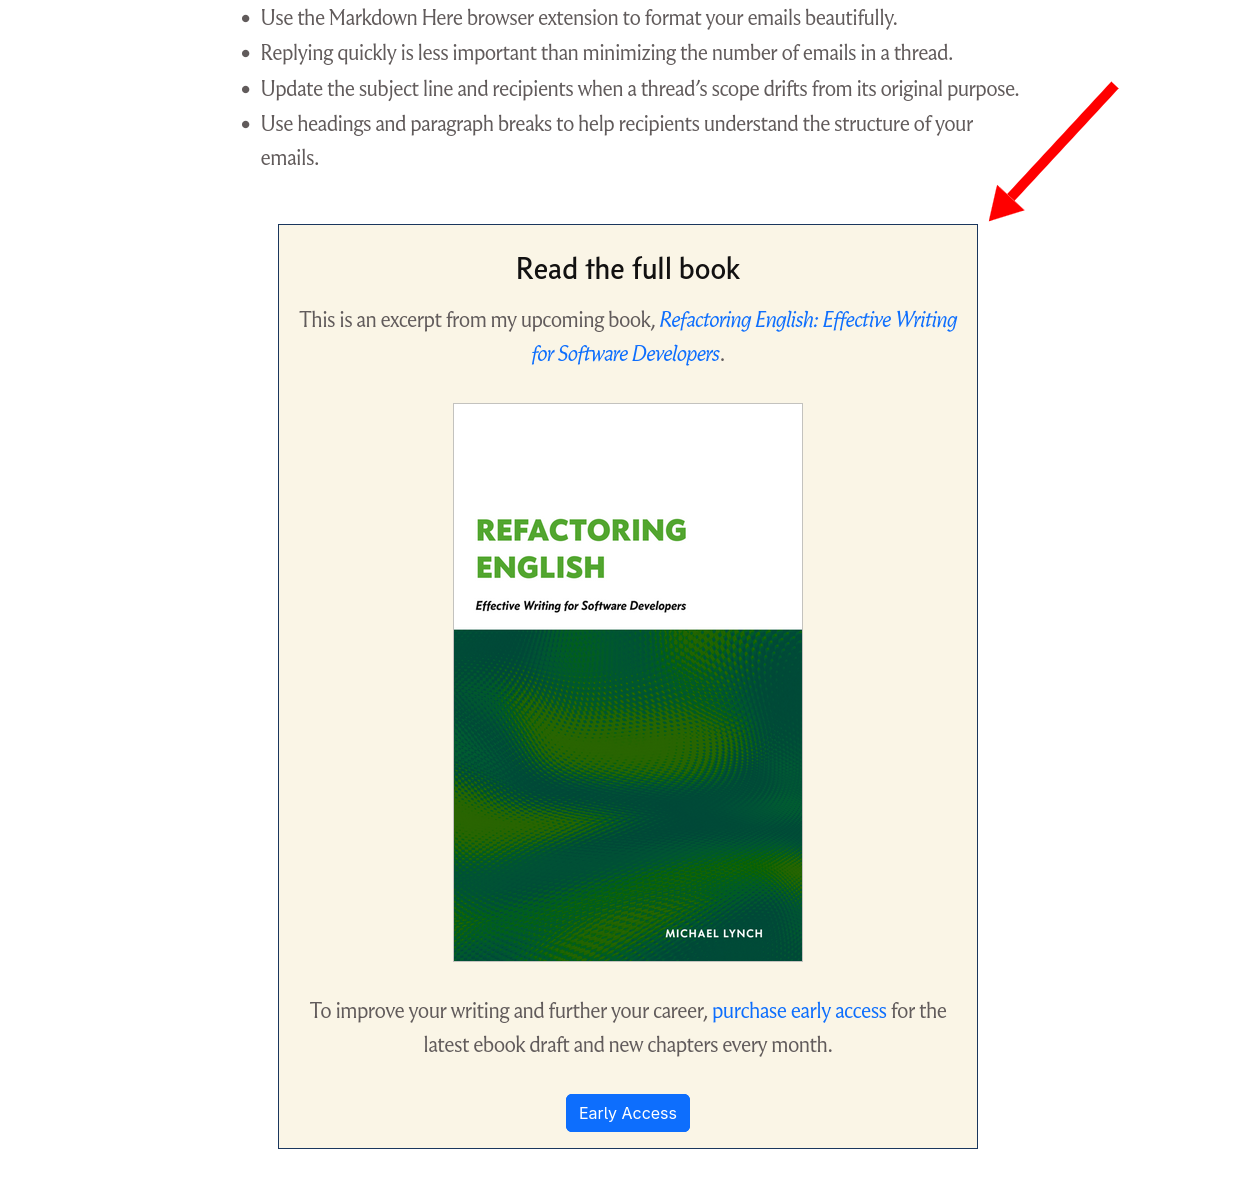 Use the Markdown Here browser extension to format your emails beautifully.
Replying quickly is less important than minimizing the number of emails in a thread.
Update the subject line and recipients when a thread’s scope drifts from its original purpose.
Use headings and paragraph breaks to help recipients understand the structure of your
emails.
Read the full book
This is an excerpt from my upcoming book, Refactoring English: Effective Writing
for Software Developers.
REFACTORING
ENGLISH
Effective Writing for Software Developers
MICHAEL LYNCH
To improve your writing and further your career, purchase early access for the
latest ebook draft and new chapters every month.
Early Access